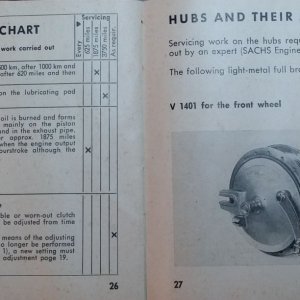 CHART
work carried out
Servicing
Every
625 miles
1875 miles
3750 miles
As requir.
500 km, after 1000 km and
after 620 miles and then
on the lubricating pad
oil is burned and forms
mainly on the piston
and in the exhaust pipe.
r approx. 1875 miles
when the engine output
ourstroke although the
ble or worn-out clutch
be adjusted from time
means of the adjusting
a longer be performed
1), a new setting must
adjustment page 19.
26
HUBS AND THEIR
Servicing work on the hubs requ
out by an expert (SACHS Engine
The following light-metal full bra
V 1401 for the front wheel
27